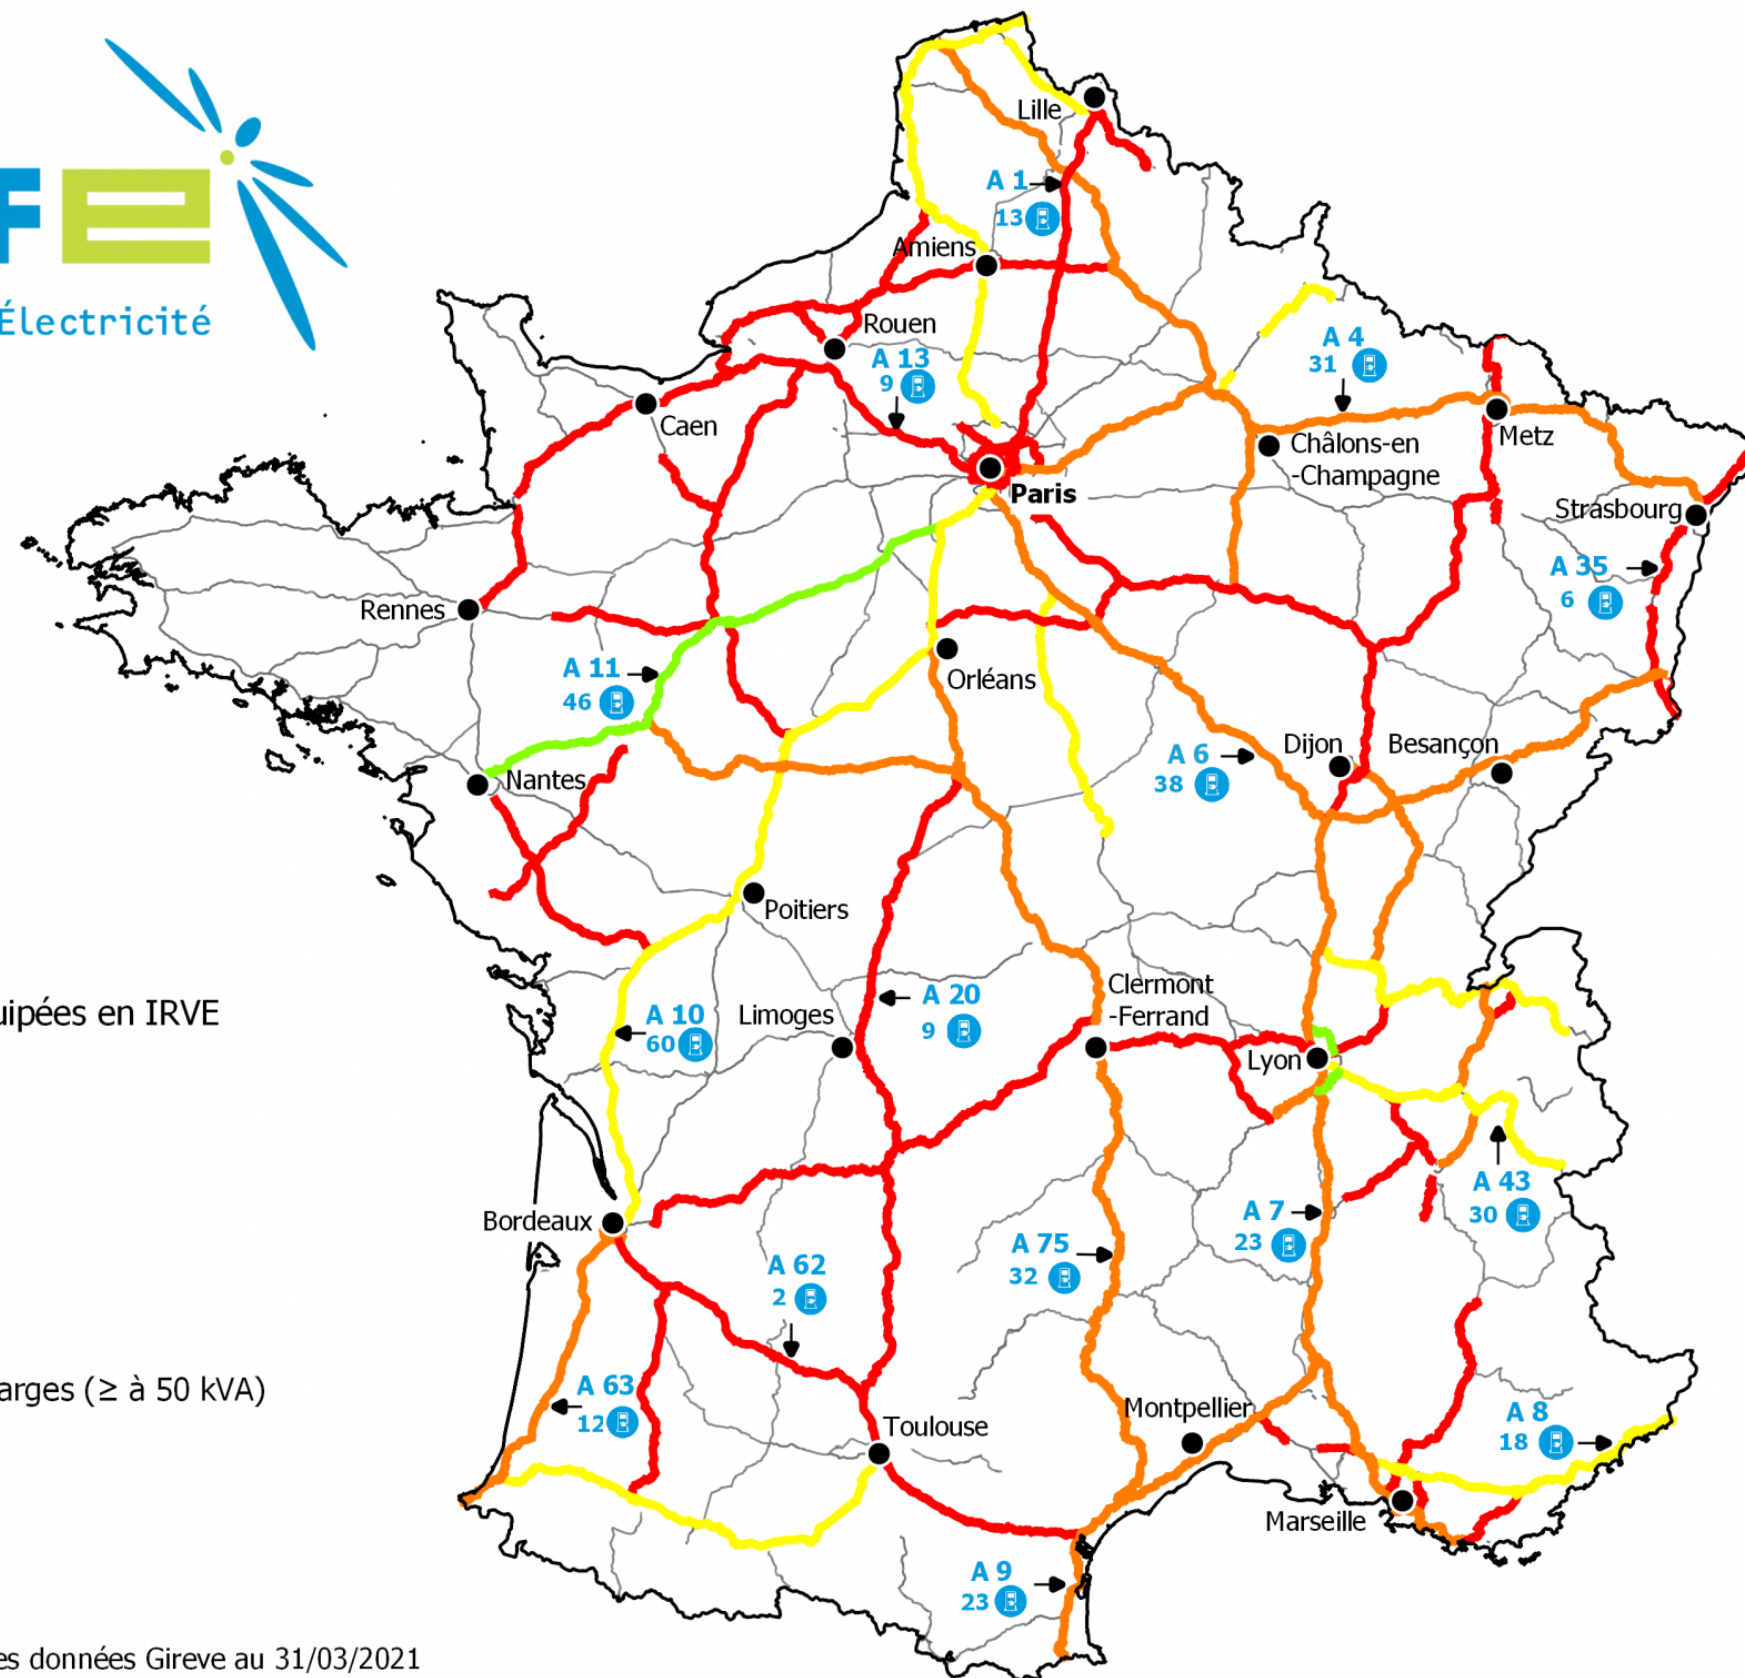 Fe
Électricité
uipées en IRVE
arges (≥ à 50 kVA)
es données Gireve au 31/03/2021
Lille
A 1
13
Amiens
Rouen
A 13
9
A 4
31
Caen
Metz
Châlons-en
-Champagne
Paris
Strasbourg
A 35
6
Rennes
A 11
46
Orléans
A 6
38
Dijon
Besançon
Nantes
Poitiers
A 10
60
Limoges
A 20
9
Clermont
-Ferrand
Lyon
A 43
30
Bordeaux
A 62
2
A 75
32
A 7
23
A 63
12
Toulouse
Montpellier
A 8
18
Marseille
A 9
23